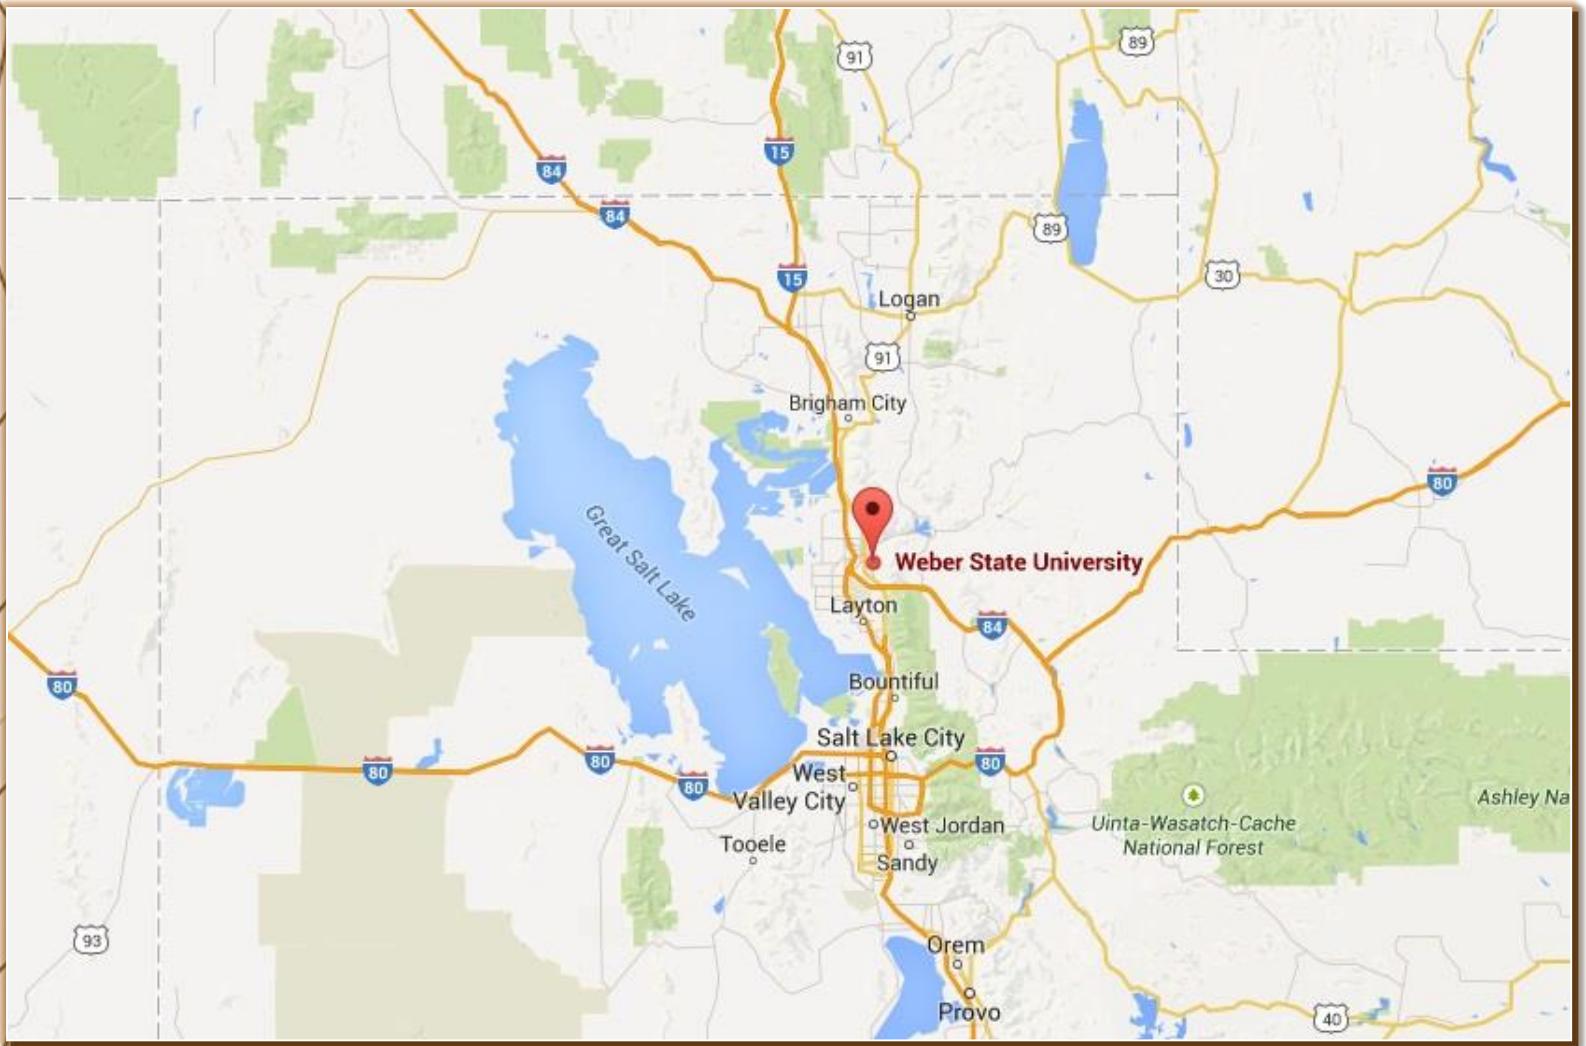 91
89
15
84
84
89
15
30
Logan
91
Brigham City
80
Great Salt Lake
Weber State University
Layton
84
80
Bountiful
Salt Lake City
80
80
80
80
West
Valley City
Ashley Na
West Jordan
Uinta-Wasatch-Cache
National Forest
Tooele
Sandy
93
Orem
Provo
40